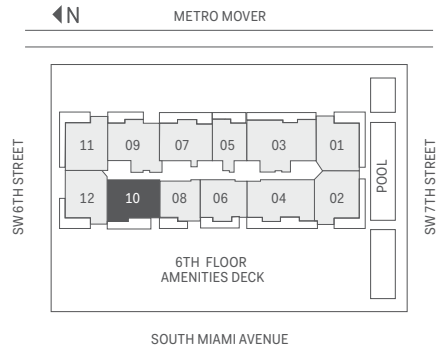 N
METRO MOVER
SW 6TH STREET
11 09 07 05 03 01
12 10 08 06 04 02
POOL
SW 7TH STREET
6TH FLOOR
AMENITIES DECK
SOUTH MIAMI AVENUE